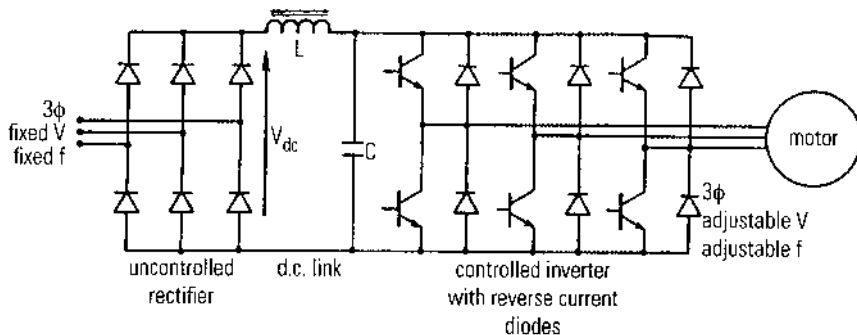 L
3ϕ
fixed V
fixed f
V_dc
C
motor
3ϕ
adjustable V
adjustable f
uncontrolled
rectifier
d.c. link
controlled inverter
with reverse current
diodes